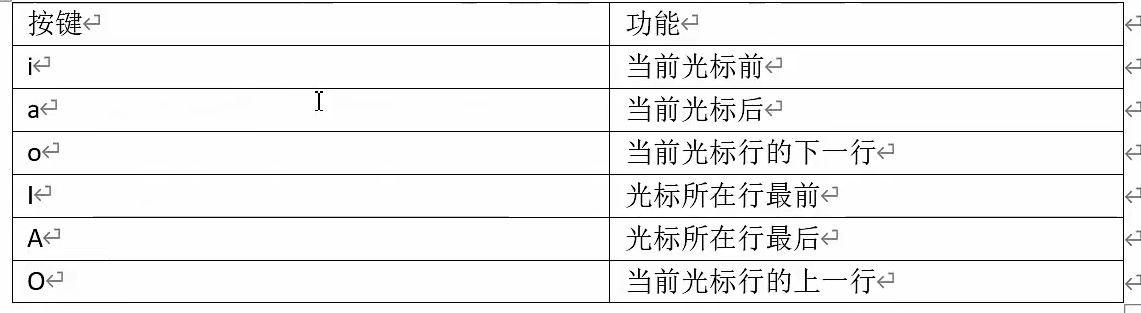 按键 功能
i 当前光标前
a 当前光标后
o 当前光标行的下一行
I 光标所在行最前
A 光标所在行最后
O 当前光标行的上一行